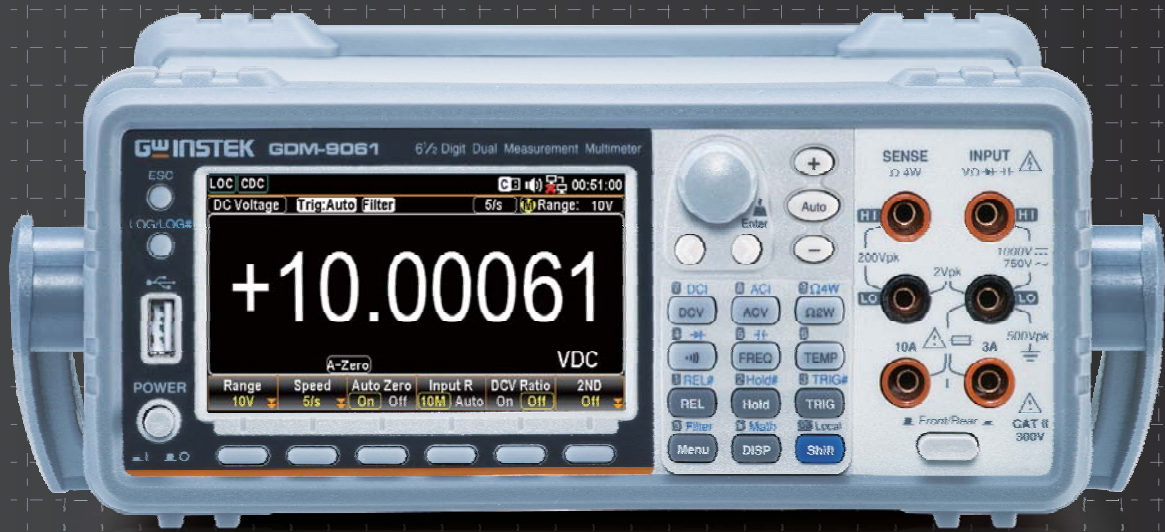 GWINSTEK GDM-9061 6½ Digit Dual Measurement Multimeter
ESC
LOG/LOG#
POWER
LOC CDC 00:51:00
DC Voltage Trig:Auto Filter 5/s M Range: 10V
+10.00061
A-Zero VDC
Range Speed Auto Zero Input R DCV Ratio 2ND
10V 5/s On Off 10M Auto On Off Off
Enter
+
Auto
−
DCI ACI Ω4W
DCV ACV Ω2W
FREQ TEMP
REL# Hold# TRIG#
REL Hold TRIG
Filter Math Local
Menu DISP Shift
SENSE INPUT
Ω 4W
HI HI
200Vpk 1000V
750V ~
2Vpk
LO LO
500Vpk
10A 3A
Front/Rear
CAT II
300V